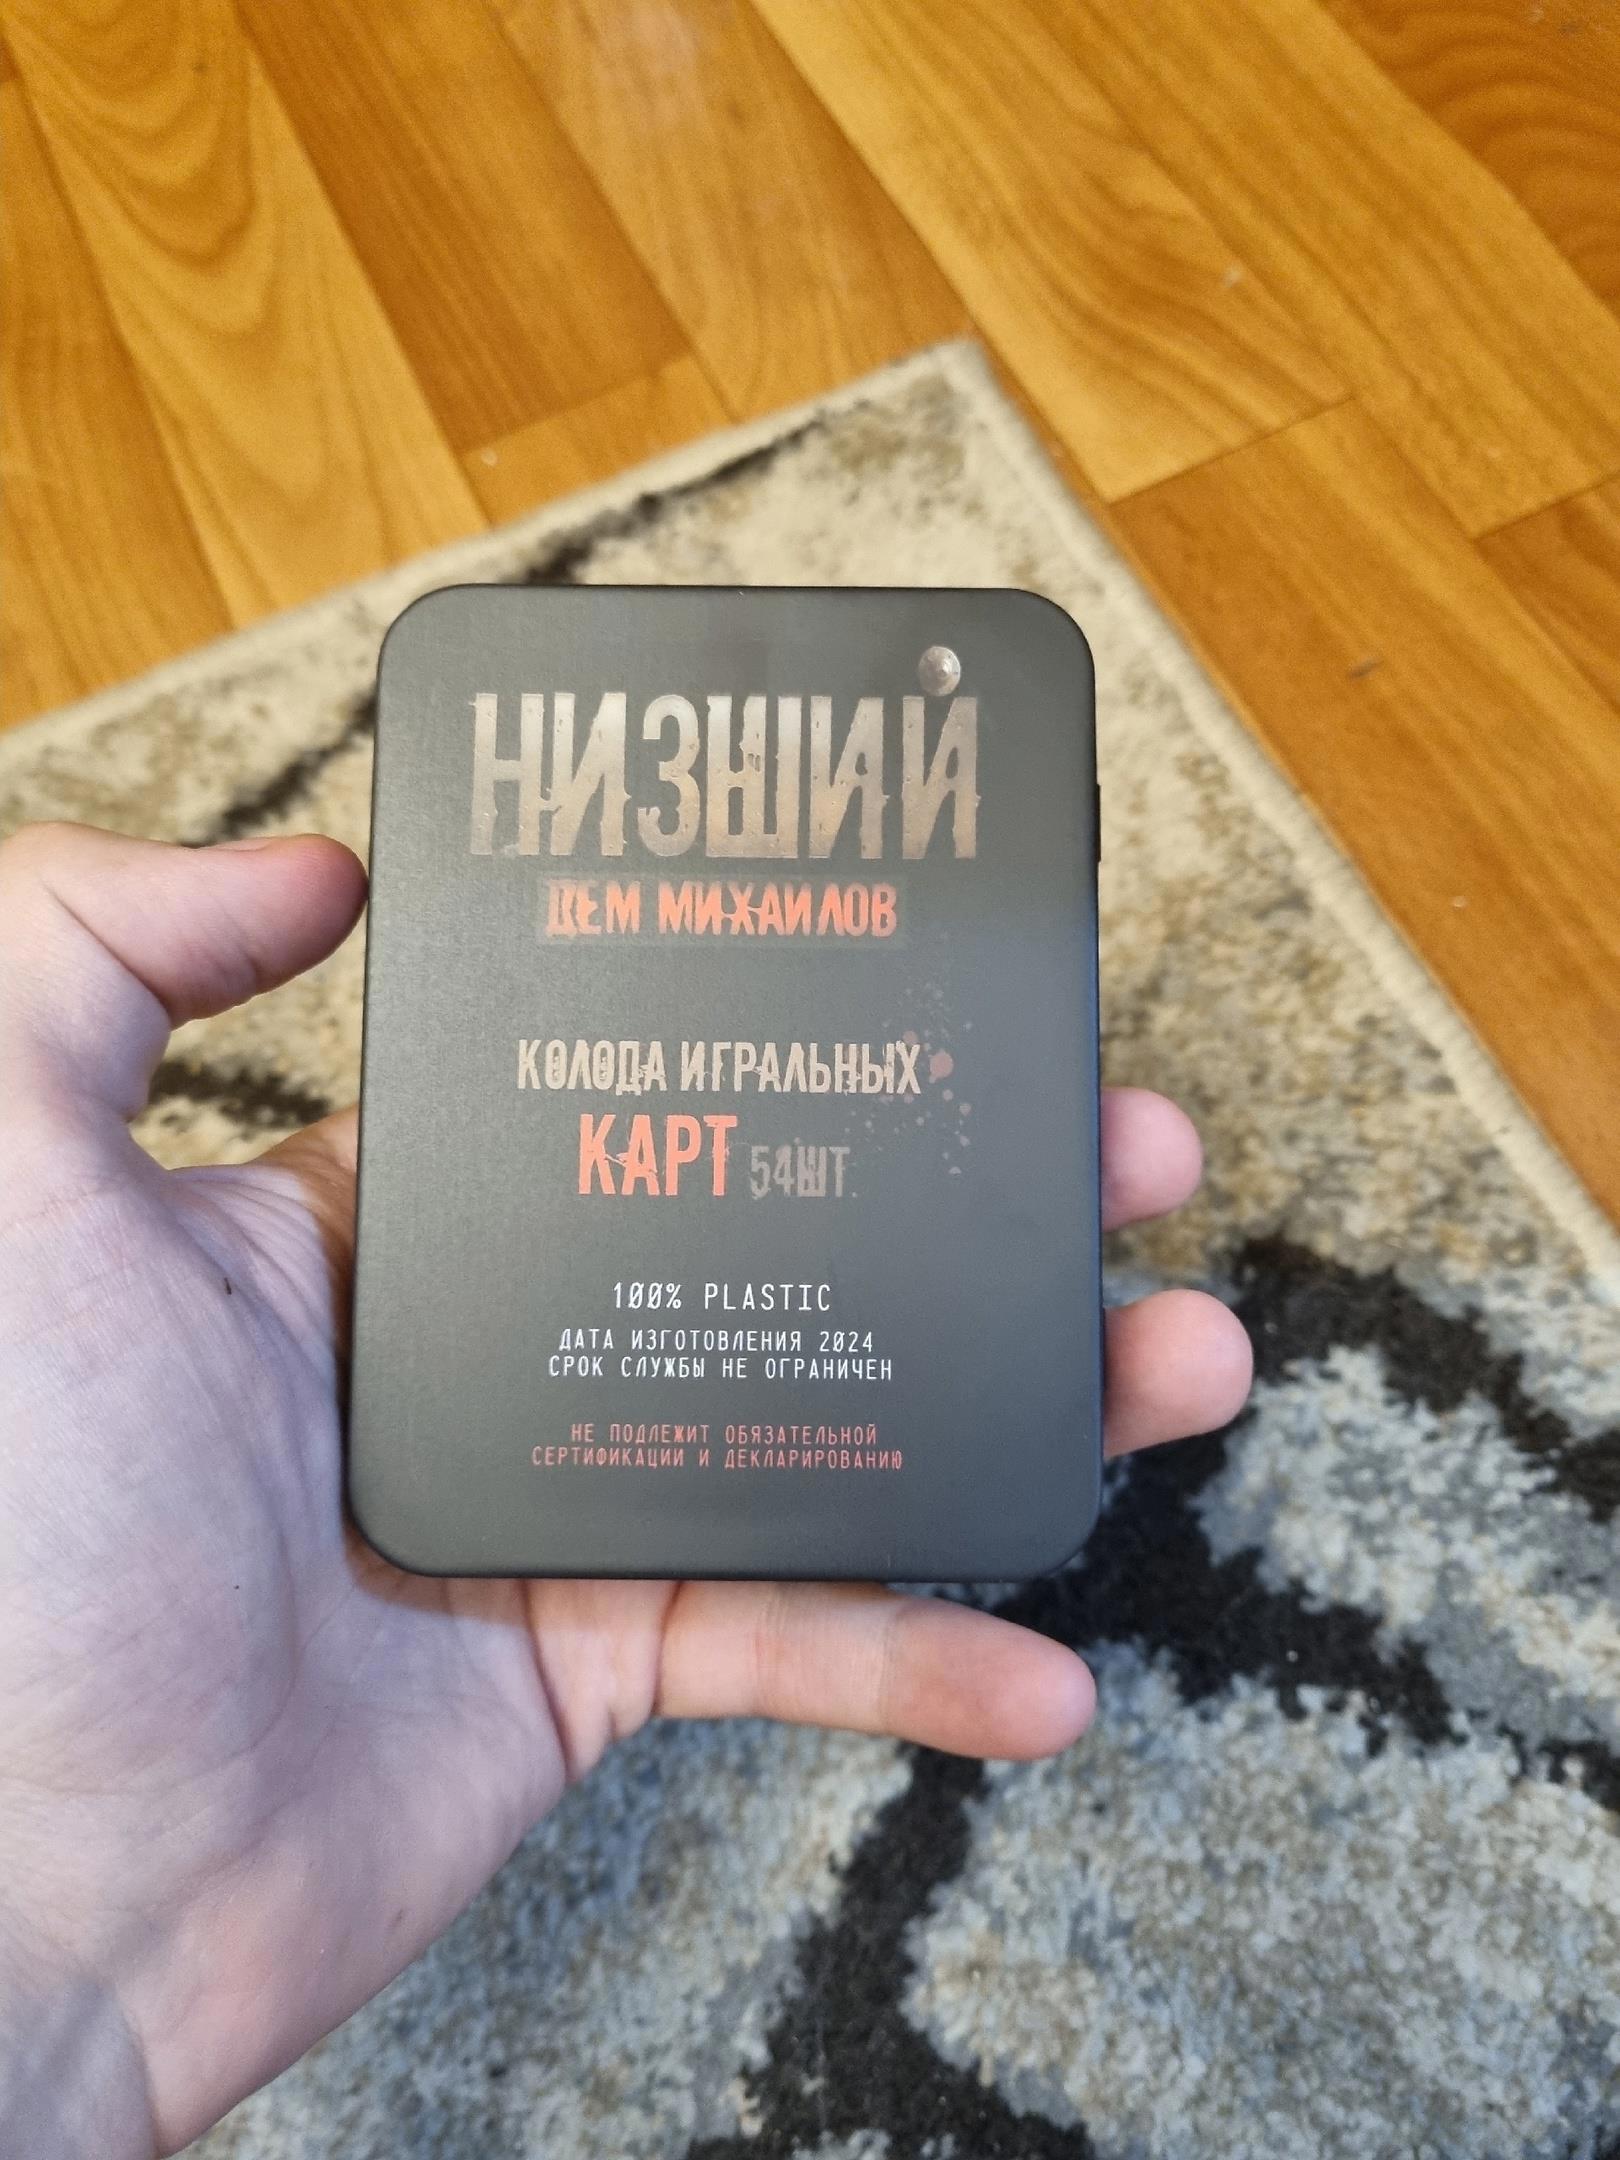 НИЗШИЙ
ДЕМ МИХАЙЛОВ
КОЛОДА ИГРАЛЬНЫХ
КАРТ 54ШТ.
100% PLASTIC
ДАТА ИЗГОТОВЛЕНИЯ 2024
СРОК СЛУЖБЫ НЕ ОГРАНИЧЕН
НЕ ПОДЛЕЖИТ ОБЯЗАТЕЛЬНОЙ
СЕРТИФИКАЦИИ И ДЕКЛАРИРОВАНИЮ